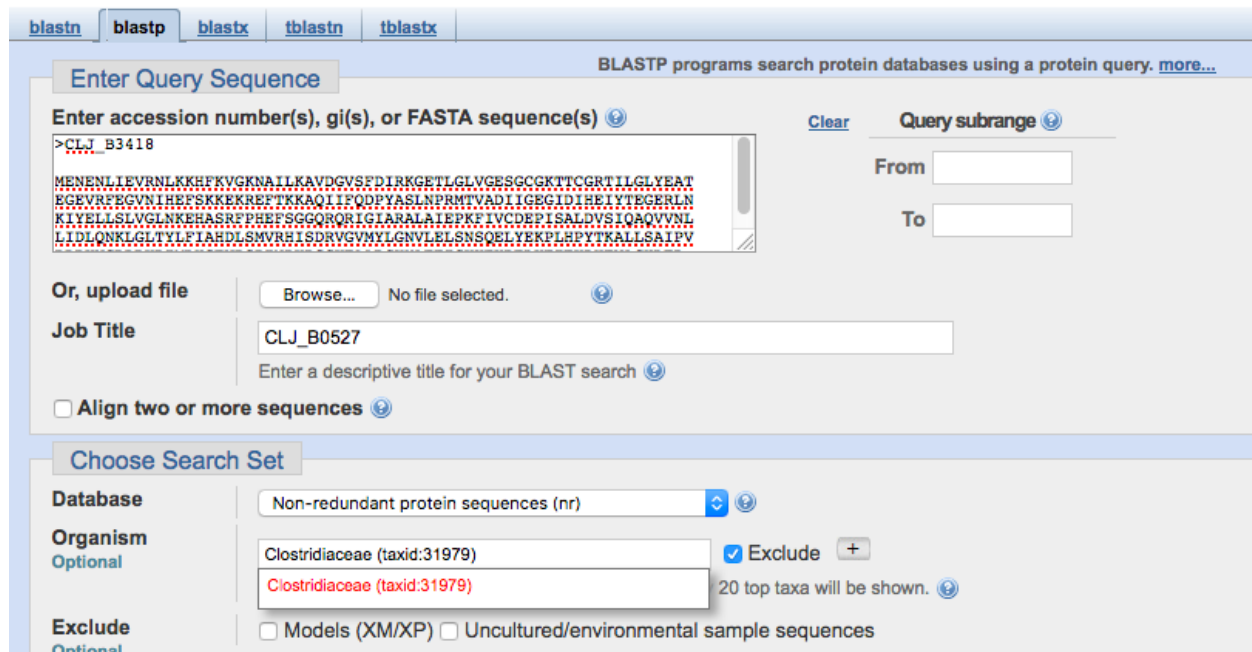 blastn blastp blastx tblastn tblastx
BLASTP programs search protein databases using a protein query. more...
Enter Query Sequence
Enter accession number(s), gi(s), or FASTA sequence(s)
Clear
Query subrange
>CLJ_B3418
MENENLIEVRNLKKHFKVGKNAILKAVDGVSFDIRKGETLGLVGESGCGKTTCGRTILGLYEAT
EGEVRFEGVNIHEFSKKEKREFTKKAQIIFQDPYASLNPRMTVADIIGEGIDIHEIYTEGERLN
KIYELLSLVGLNKEHASRFPHEFSGGQRQRIGIARALAIEPKFIVCDEPISALDVSIQAQVVNL
LIDLQNKLGLTYLFIAHDLSMVRHISDRVGVMYLGNVLELSNSQELYEKPLHPYTKALLSAIPV
From
To
Or, upload file
Browse... No file selected.
Job Title
CLJ_B0527
Enter a descriptive title for your BLAST search
Align two or more sequences
Choose Search Set
Database
Non-redundant protein sequences (nr)
Organism
Optional
Clostridiaceae (taxid:31979)
Exclude +
Clostridiaceae (taxid:31979)
20 top taxa will be shown.
Exclude
Optional
Models (XM/XP) Uncultured/environmental sample sequences